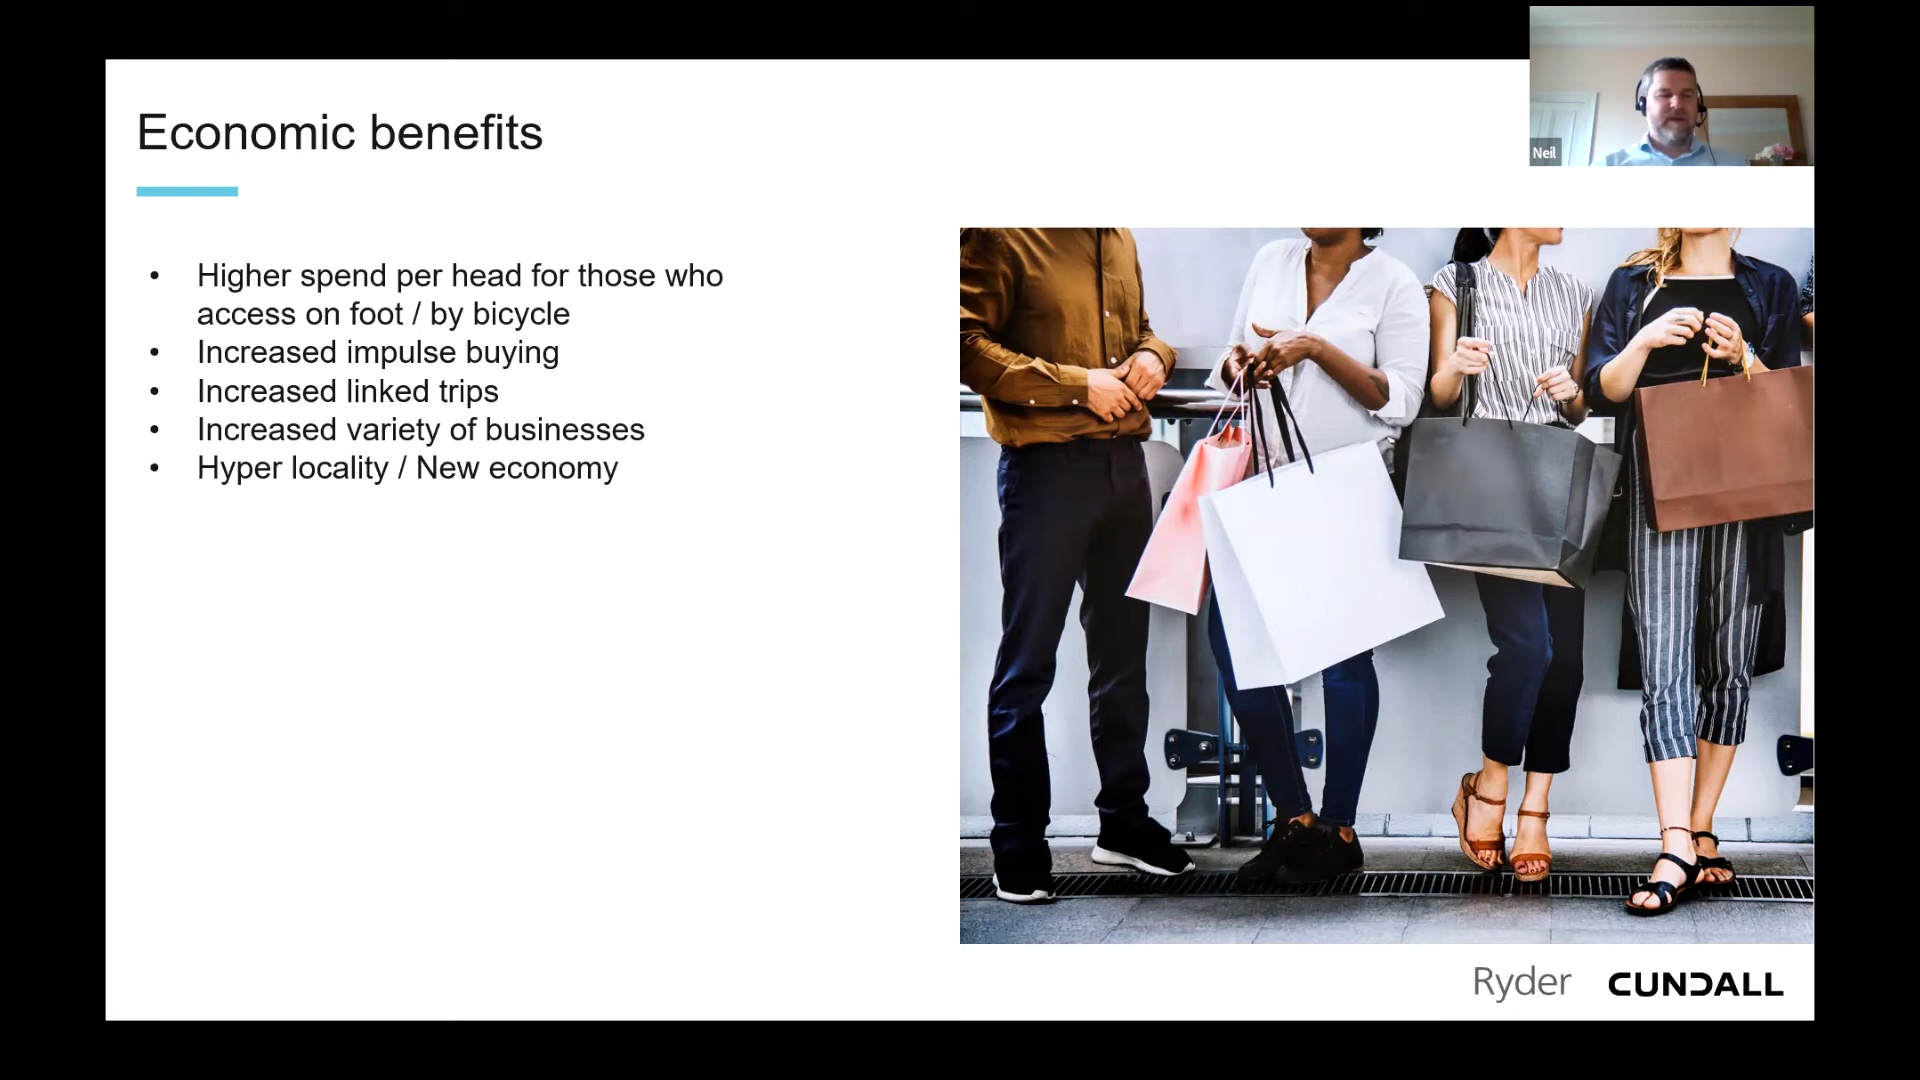 Economic benefits
Neil
• Higher spend per head for those who
access on foot / by bicycle
• Increased impulse buying
• Increased linked trips
• Increased variety of businesses
• Hyper locality / New economy
Ryder CUNDALL